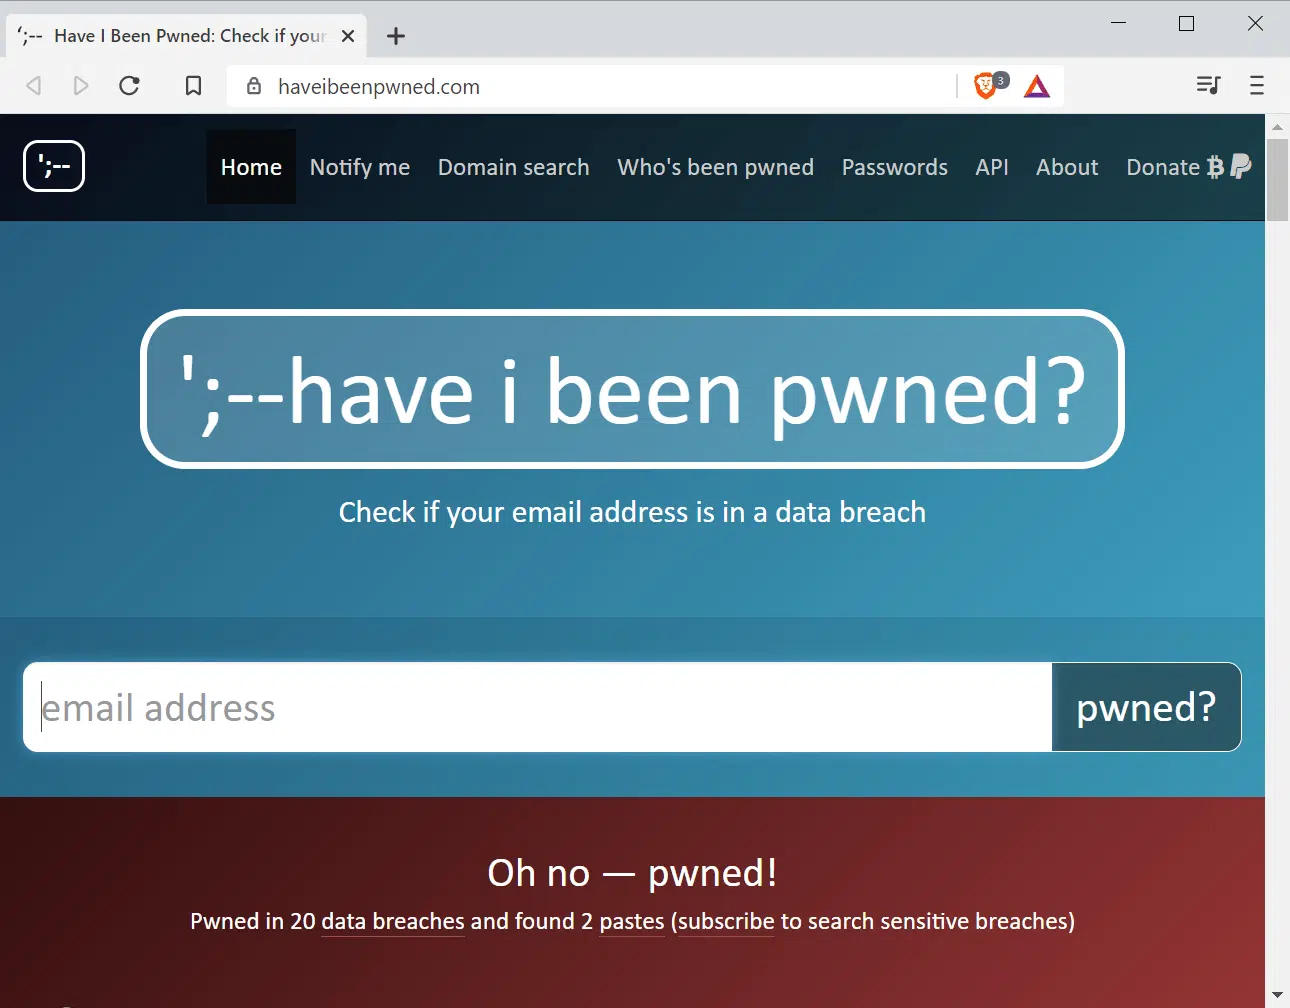 ';-- Have I Been Pwned: Check if your
haveibeenpwned.com
3
';--
Home Notify me Domain search Who's been pwned Passwords API About Donate
';--have i been pwned?
Check if your email address is in a data breach
email address
pwned?
Oh no — pwned!
Pwned in 20 data breaches and found 2 pastes (subscribe to search sensitive breaches)